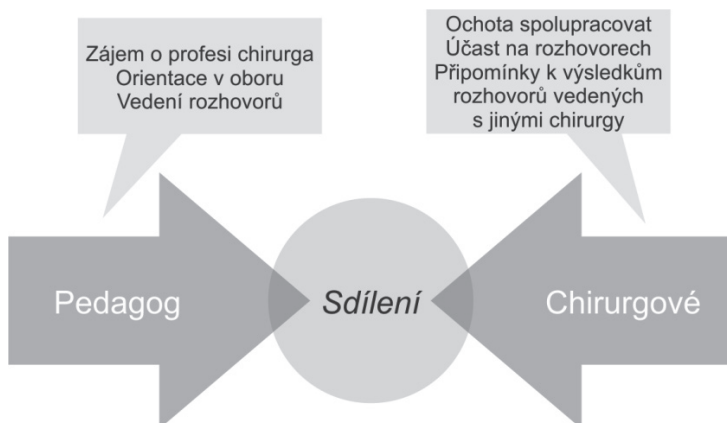 Zájem o profesi chirurga
Orientace v oboru
Vedení rozhovorů
Ochota spolupracovat
Účast na rozhovorech
Připomínky k výsledkům
rozhovorů vedených
s jinými chirurgy
Pedagog
Sdílení
Chirurgové